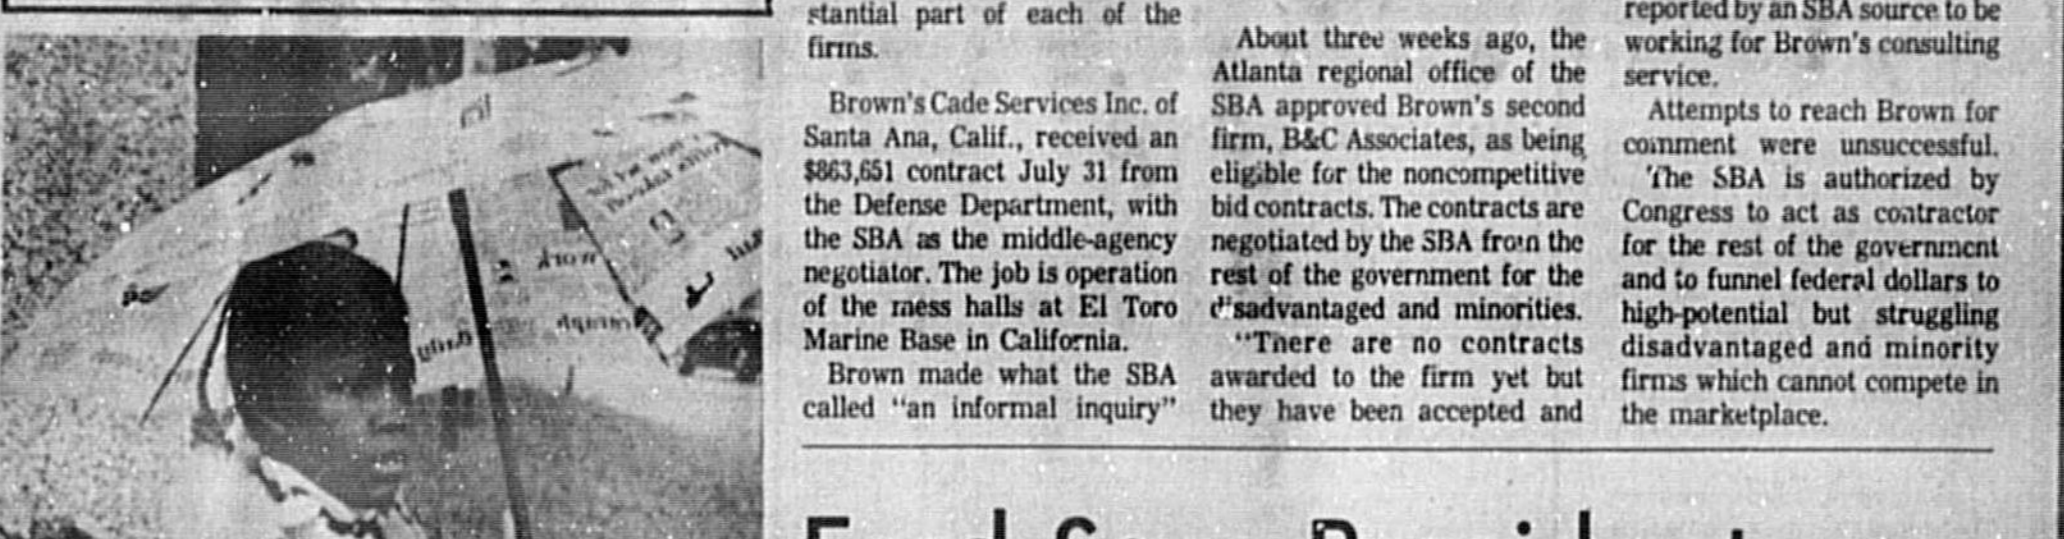 stantial part of each of the
firms.
Brown's Cade Services Inc. of
Santa Ana, Calif., received an
$863,651 contract July 31 from
the Defense Department, with
the SBA as the middle-agency
negotiator. The job is operation
of the mess halls at El Toro
Marine Base in California.
Brown made what the SBA
called "an informal inquiry"
About three weeks ago, the
Atlanta regional office of the
SBA approved Brown's second
firm, B&C Associates, as being
eligible for the noncompetitive
bid contracts. The contracts are
negotiated by the SBA from the
rest of the government for the
disadvantaged and minorities.
"There are no contracts
awarded to the firm yet but
they have been accepted and
reported by an SBA source to be
working for Brown's consulting
service.
Attempts to reach Brown for
comment were unsuccessful.
The SBA is authorized by
Congress to act as contractor
for the rest of the government
and to funnel federal dollars to
high-potential but struggling
disadvantaged and minority
firms which cannot compete in
the marketplace.